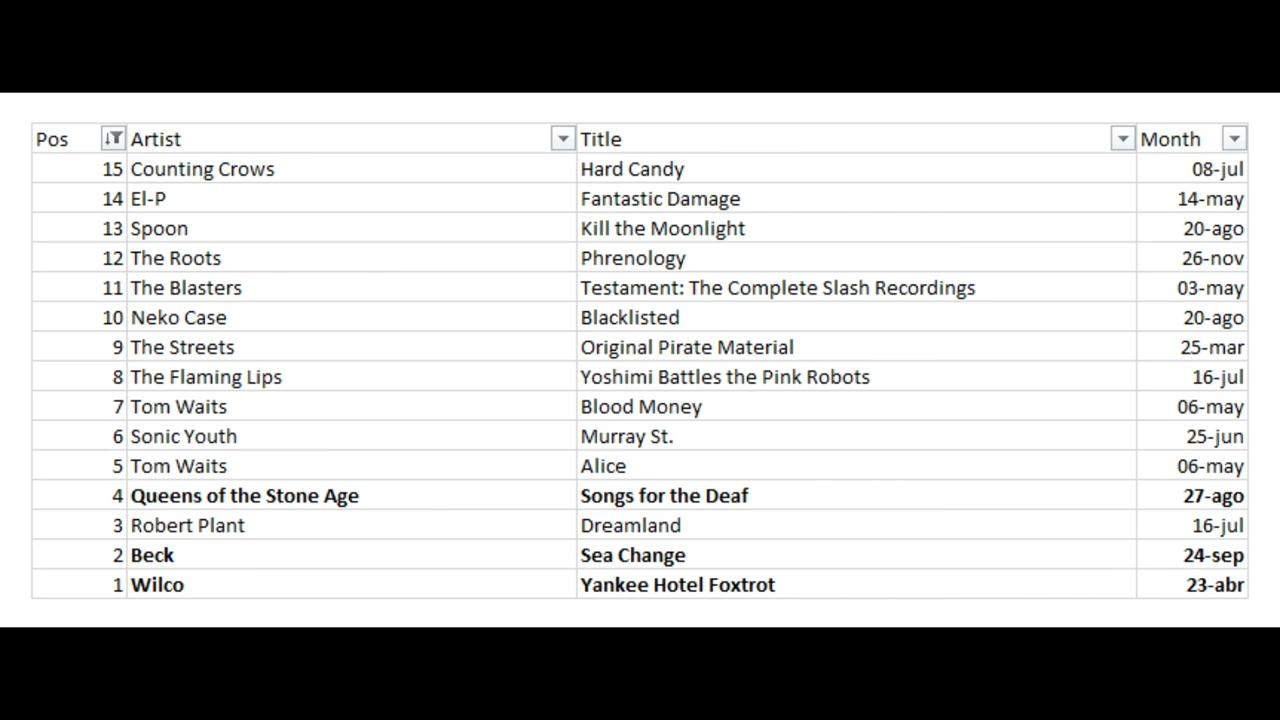 Pos Artist Title Month
15 Counting Crows Hard Candy 08-jul
14 El-P Fantastic Damage 14-may
13 Spoon Kill the Moonlight 20-ago
12 The Roots Phrenology 26-nov
11 The Blasters Testament: The Complete Slash Recordings 03-may
10 Neko Case Blacklisted 20-ago
9 The Streets Original Pirate Material 25-mar
8 The Flaming Lips Yoshimi Battles the Pink Robots 16-jul
7 Tom Waits Blood Money 06-may
6 Sonic Youth Murray St. 25-jun
5 Tom Waits Alice 06-may
4 Queens of the Stone Age Songs for the Deaf 27-ago
3 Robert Plant Dreamland 16-jul
2 Beck Sea Change 24-sep
1 Wilco Yankee Hotel Foxtrot 23-abr